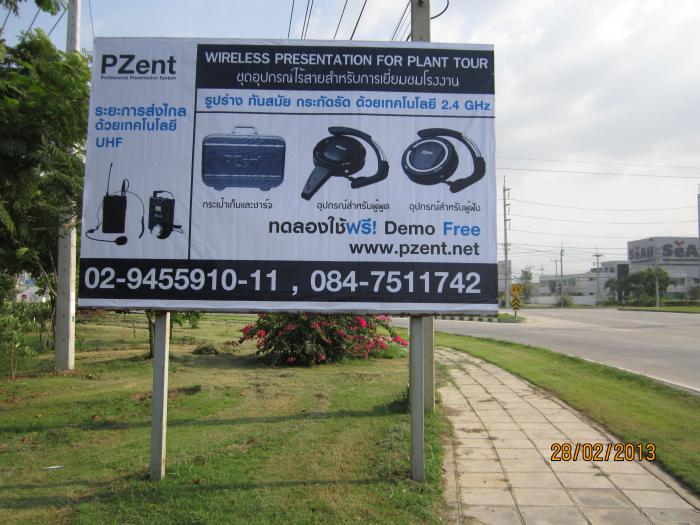 PZent
Professional Presentation System
WIRELESS PRESENTATION FOR PLANT TOUR
ชุดอุปกรณ์ไร้สายสำหรับการเยี่ยมชมโรงงาน
ระยะการส่งไกล
ด้วยเทคโนโลยี
UHF
รูปร่าง ทันสมัย กระทัดรัด ด้วยเทคโนโลยี 2.4 GHz
PZent
PZent
กระเป๋าเก็บและชาร์จ
อุปกรณ์สำหรับผู้พูด
อุปกรณ์สำหรับผู้ฟัง
ทดลองใช้ฟรี! Demo Free
www.pzent.net
02-9455910-11 , 084-7511742
28/02/2013